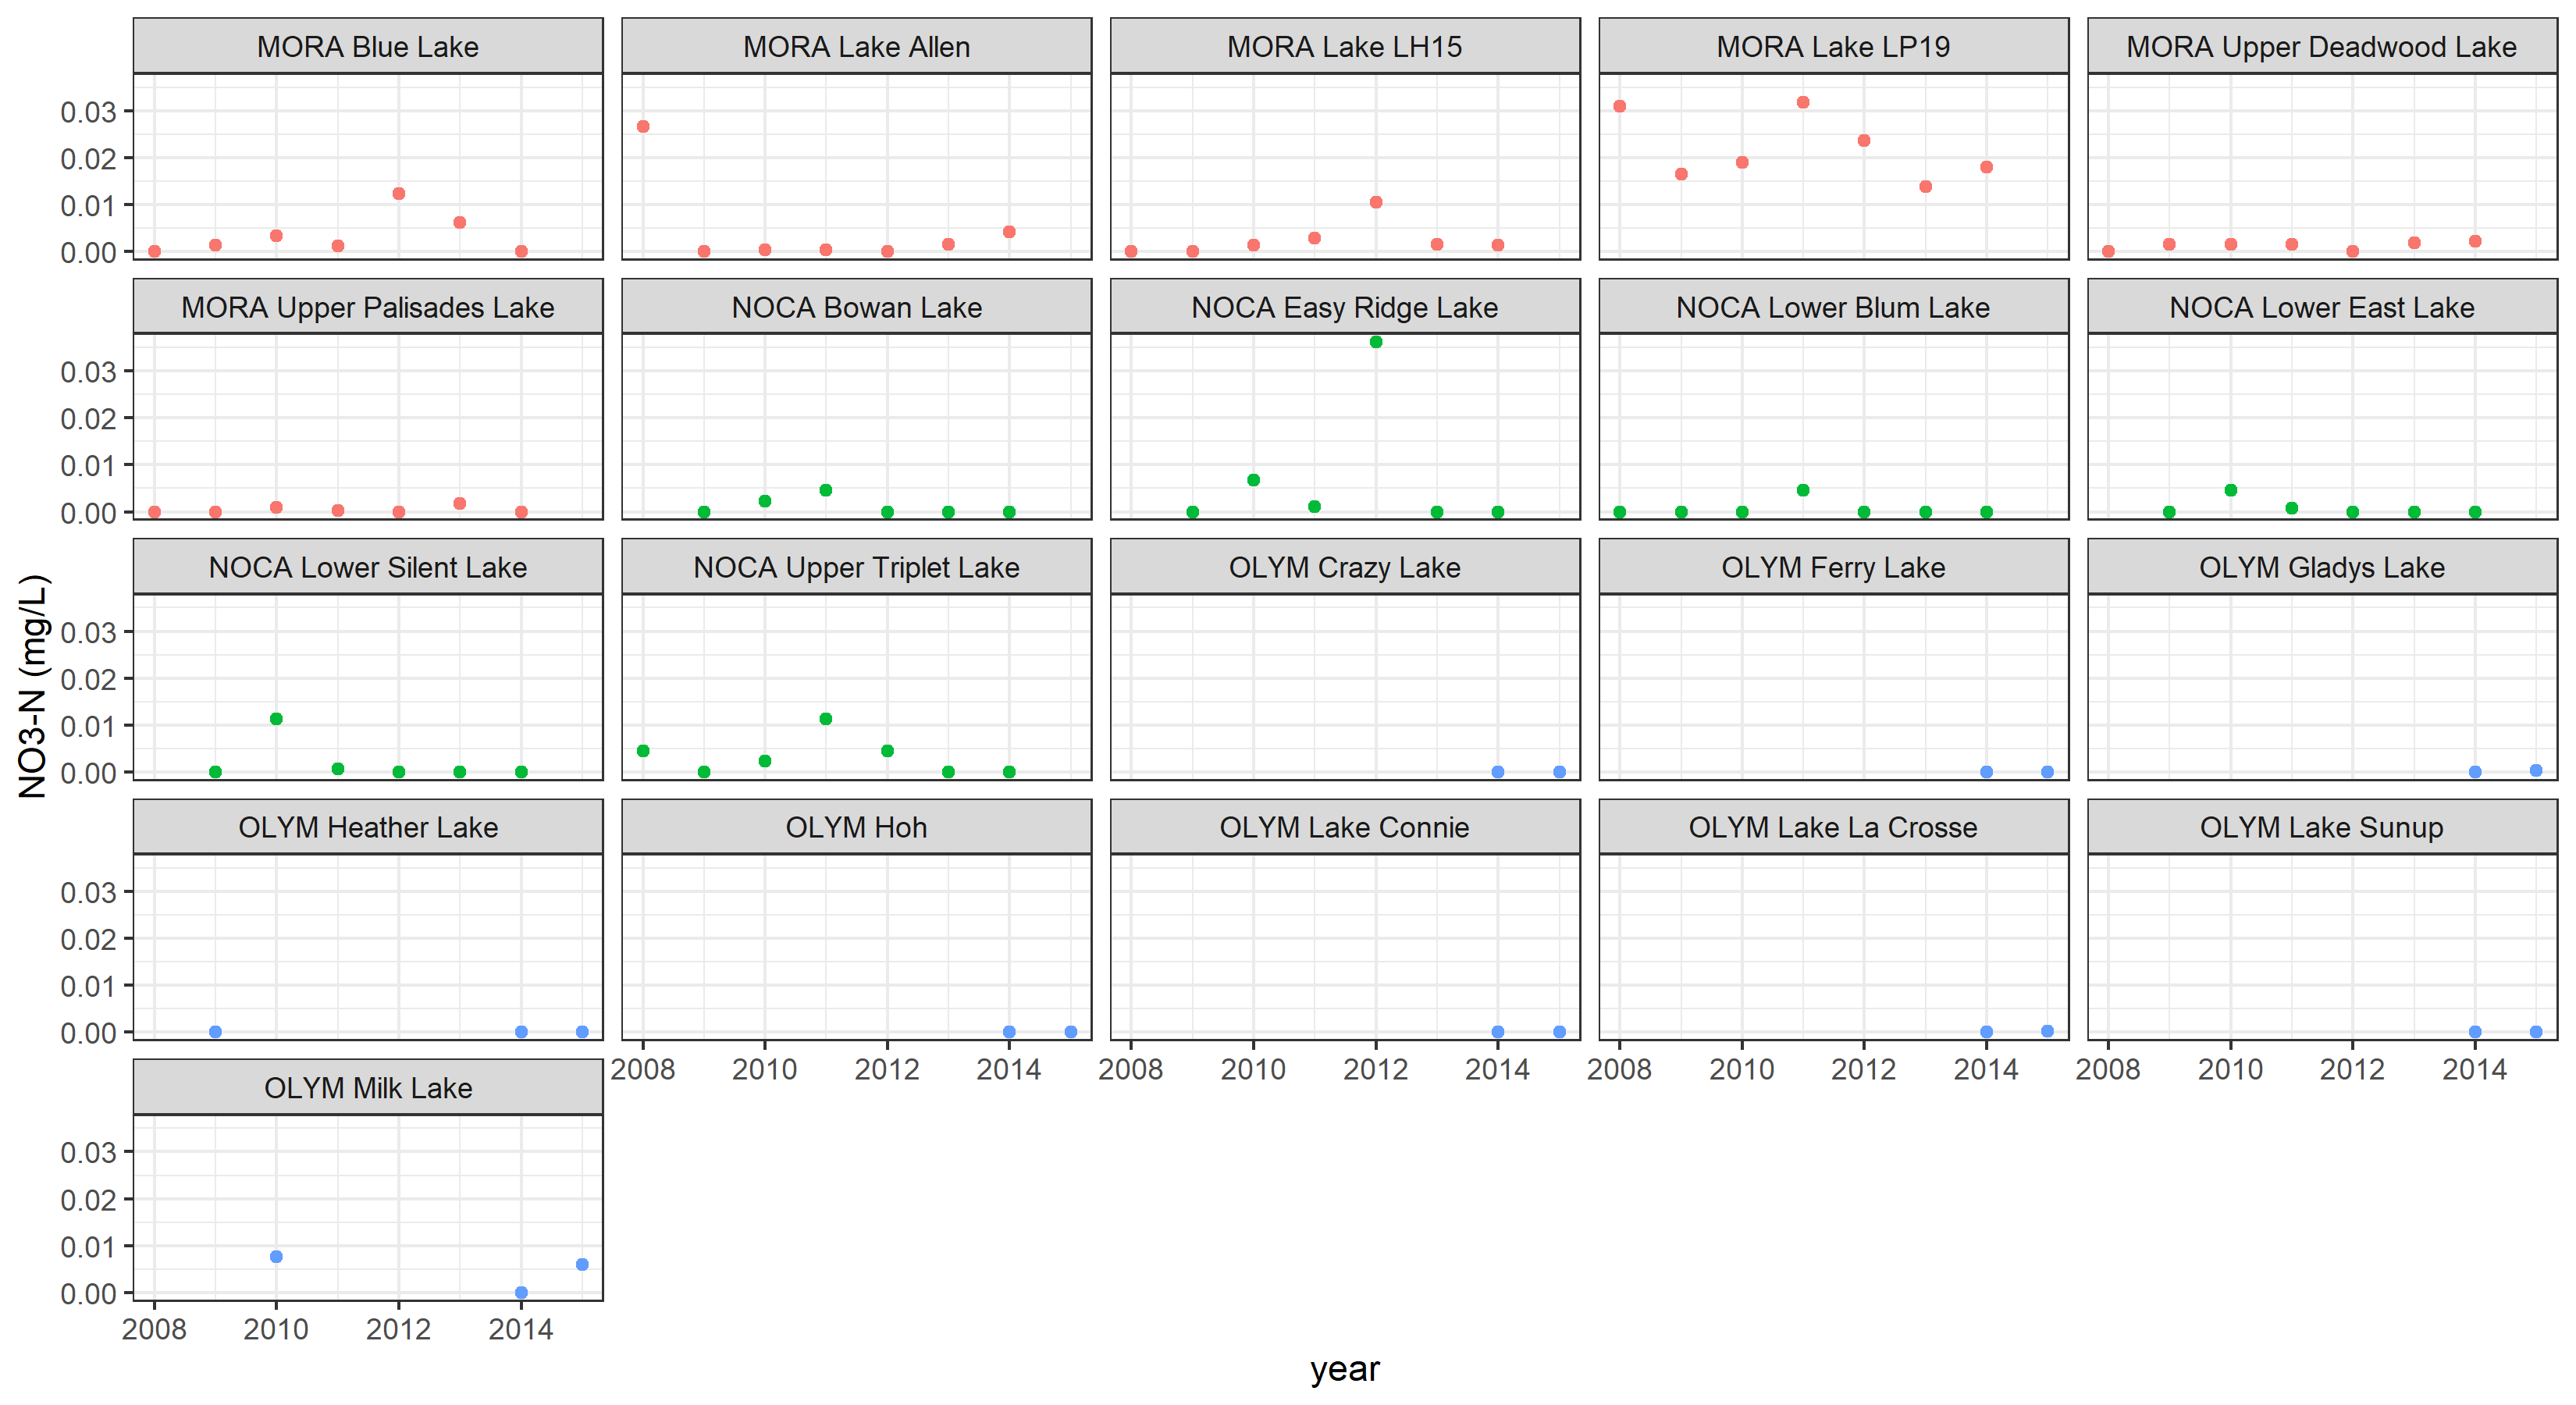 MORA Blue Lake MORA Lake Allen MORA Lake LH15 MORA Lake LP19 MORA Upper Deadwood Lake
0.03
0.02
0.01
0.00
MORA Upper Palisades Lake NOCA Bowan Lake NOCA Easy Ridge Lake NOCA Lower Blum Lake NOCA Lower East Lake
0.03
0.02
0.01
0.00
NOCA Lower Silent Lake NOCA Upper Triplet Lake OLYM Crazy Lake OLYM Ferry Lake OLYM Gladys Lake
0.03
0.02
0.01
0.00
NO3-N (mg/L)
OLYM Heather Lake OLYM Hoh OLYM Lake Connie OLYM Lake La Crosse OLYM Lake Sunup
0.03
0.02
0.01
0.00
2008 2010 2012 2014 2008 2010 2012 2014 2008 2010 2012 2014 2008 2010 2012 2014
OLYM Milk Lake
0.03
0.02
0.01
0.00
2008 2010 2012 2014
year